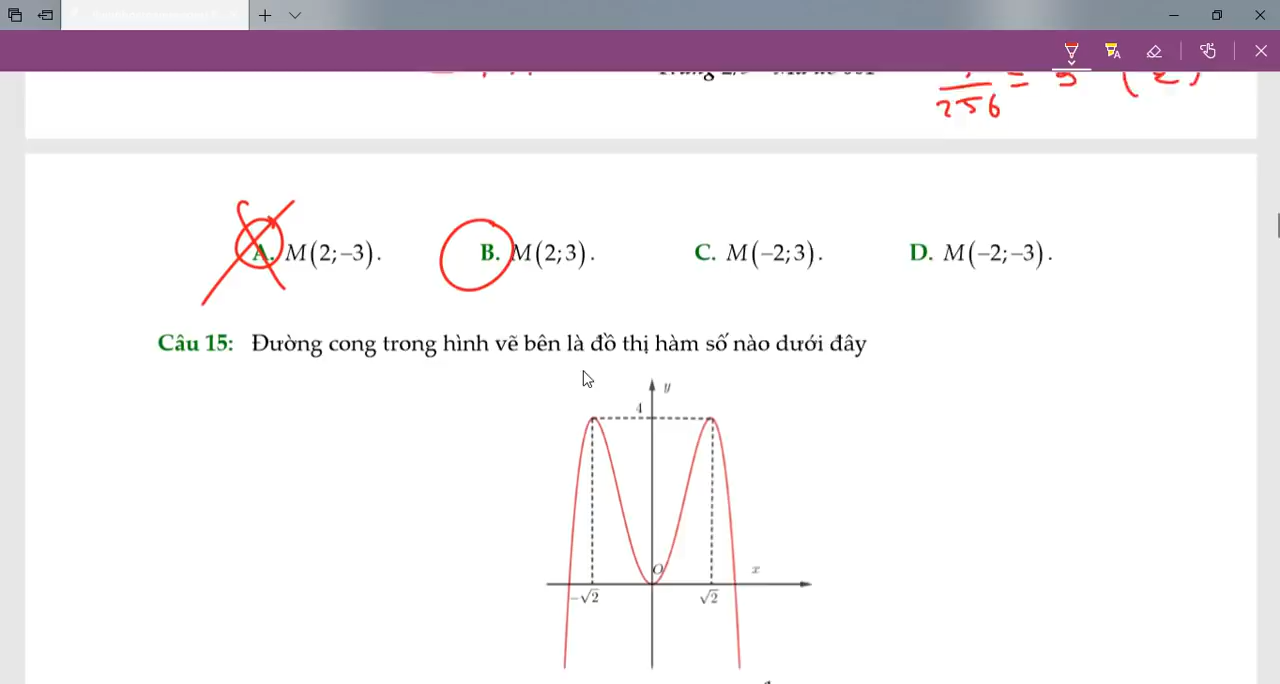 256
=
A. M(2;−3).
B. M(2;3).
C. M(−2;3).
D. M(−2;−3).
Câu 15: Đường cong trong hình vẽ bên là đồ thị hàm số nào dưới đây
y
4
O
x
−√2
√2